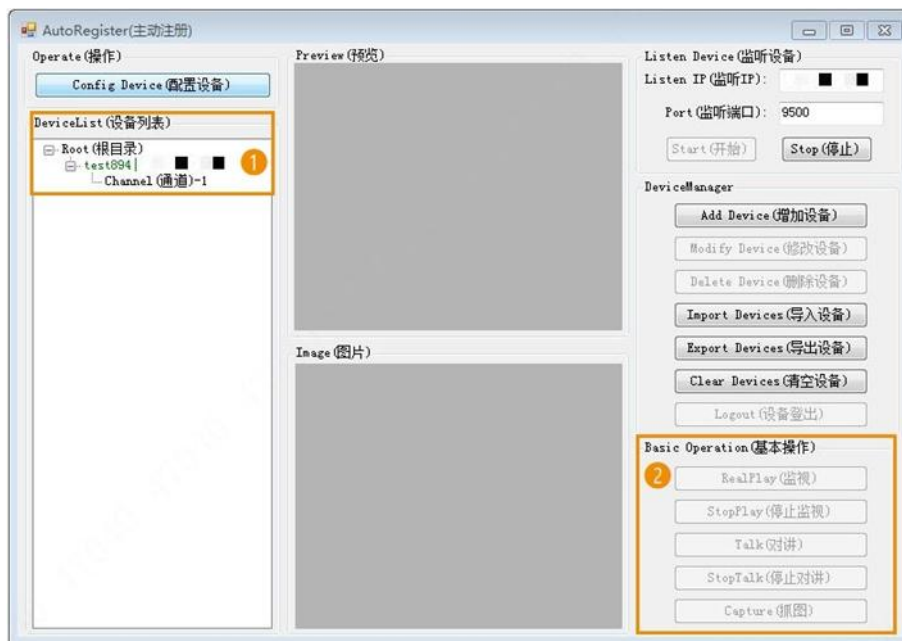 AutoRegister(主动注册)
Operate(操作)
Config Device(配置设备)
DeviceList(设备列表)
Root(根目录)
test894|
1
Channel(通道)-1
Preview(预览)
Image(图片)
Listen Device(监听设备)
Listen IP(监听IP):
Port(监听端口): 9500
Start(开始) Stop(停止)
DeviceManager
Add Device(增加设备)
Modify Device(修改设备)
Delete Device(删除设备)
Import Devices(导入设备)
Export Devices(导出设备)
Clear Devices(清空设备)
Logout(设备登出)
Basic Operation(基本操作)
2
RealPlay(监视)
StopPlay(停止监视)
Talk(对讲)
StopTalk(停止对讲)
Capture(抓图)